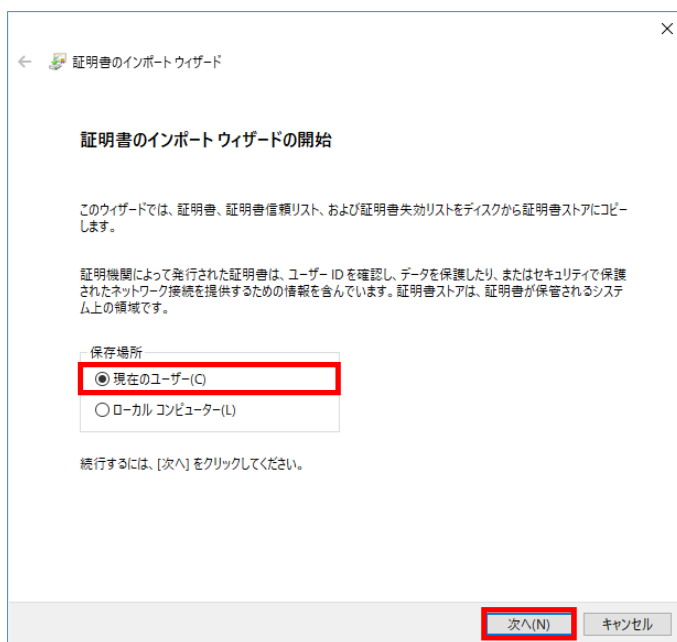 証明書のインポート ウィザード
証明書のインポート ウィザードの開始
このウィザードでは、証明書、証明書信頼リスト、および証明書失効リストをディスクから証明書ストアにコピー
します。
証明機関によって発行された証明書は、ユーザー ID を確認し、データを保護したり、またはセキュリティで保護
されたネットワーク接続を提供するための情報を含んでいます。証明書ストアは、証明書が保管されるシステ
ム上の領域です。
保存場所
現在のユーザー(C)
ローカル コンピューター(L)
続行するには、[次へ] をクリックしてください。
次へ(N)
キャンセル